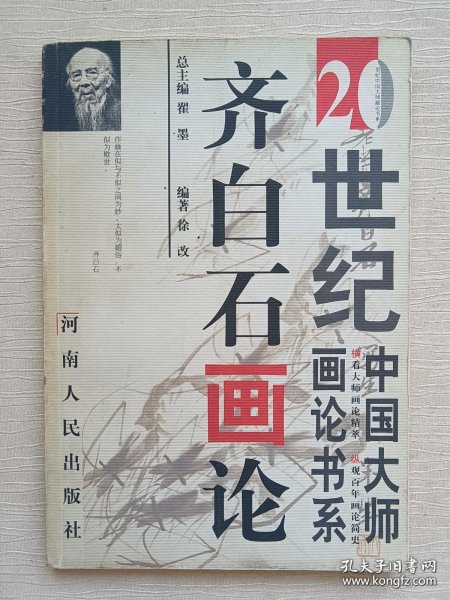 20
世纪
中国大师
画论书系
横看大师画论精萃
纵观百年画论简史
齐白石画论
总主编 翟墨
编著 徐改
作画在似与不似之间为妙,太似为媚俗,不
似为欺世。
齐白石
河南人民出版社
孔夫子旧书网
kongfz.com